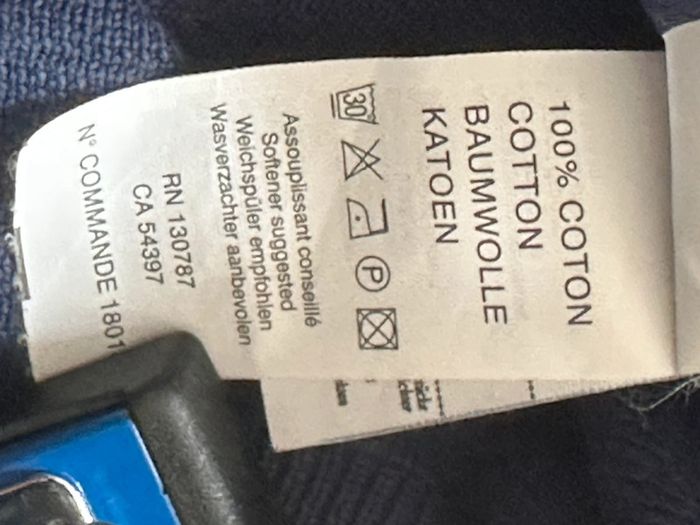 100% COTON
COTTON
BAUMWOLLE
KATOEN
30°
P
Assouplissant conseillé
Softener suggested
Weichspüler empfohlen
Wasverzachter aanbevolen
RN 130787
CA 54397
N° COMMANDE 1801